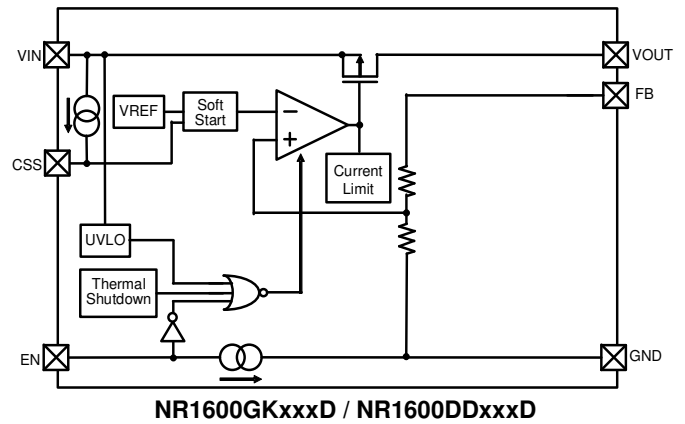 VIN
VOUT
FB
VREF
Soft
Start
−
+
CSS
Current
Limit
UVLO
Thermal
Shutdown
EN
GND
NR1600GKxxxD / NR1600DDxxxD